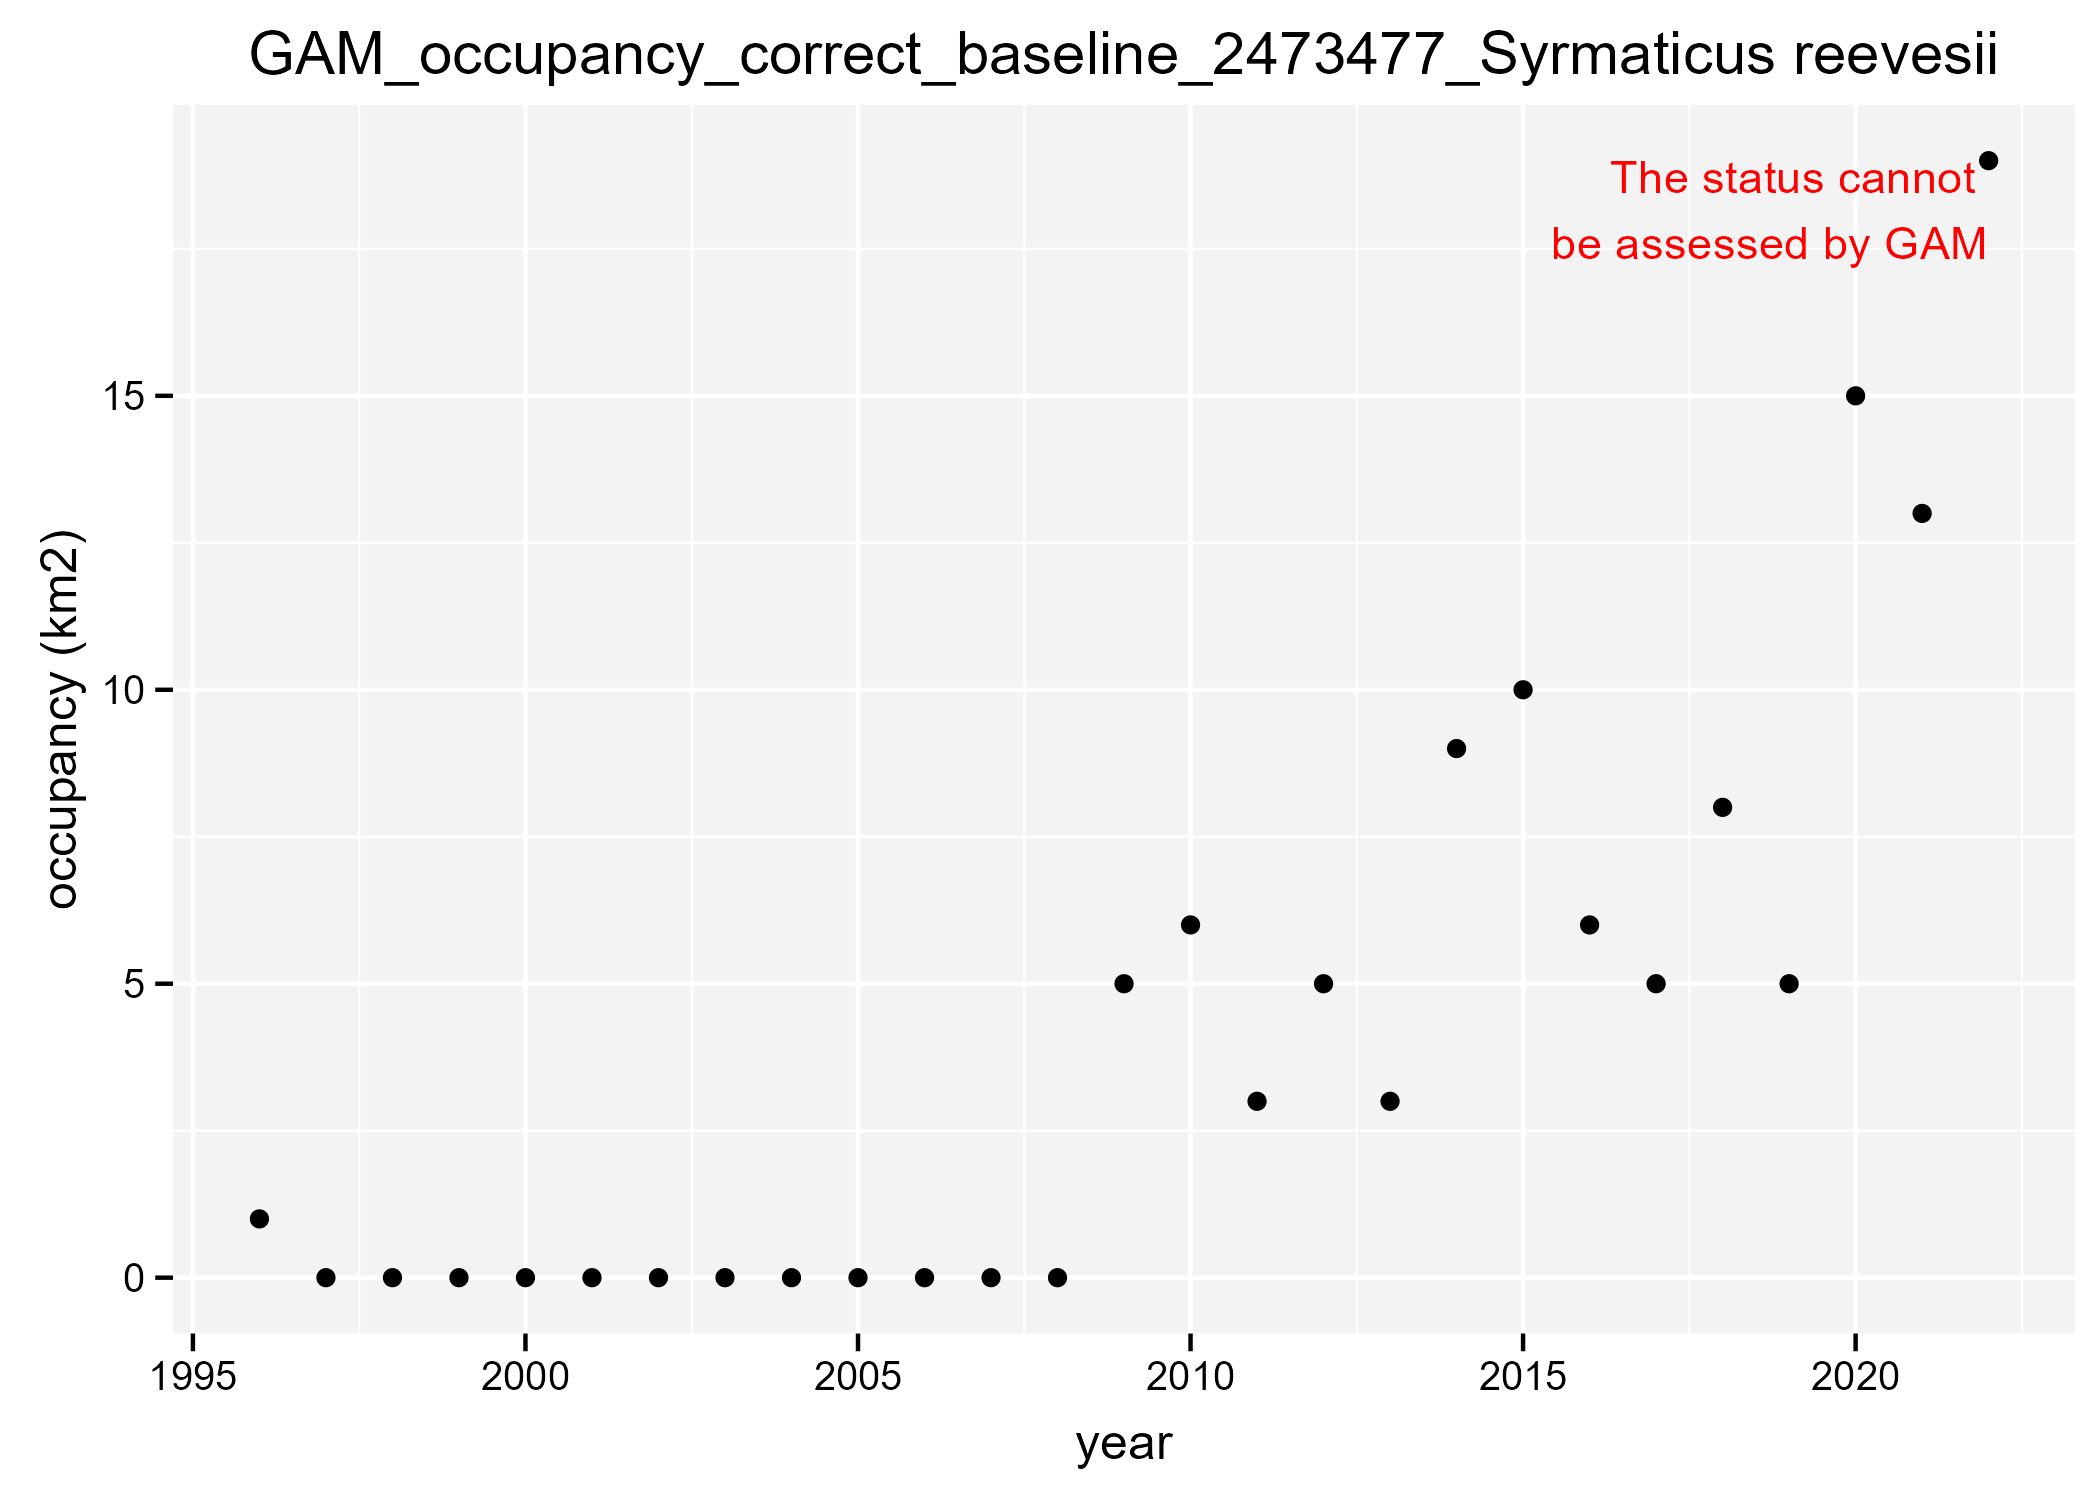 GAM_occupancy_correct_baseline_2473477_Syrmaticus reevesii
The status cannot
be assessed by GAM
occupancy (km2)
15
10
5
0
1995 2000 2005 2010 2015 2020
year